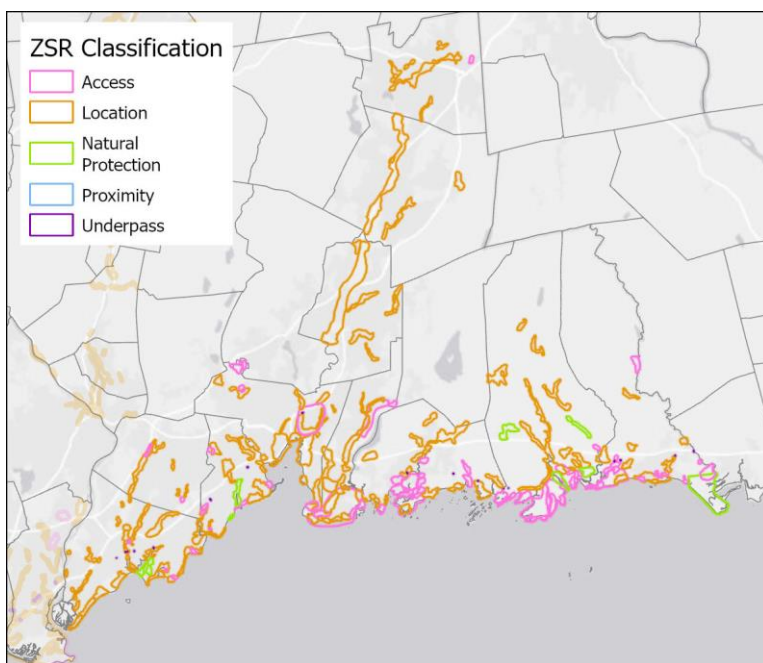 ZSR Classification
Access
Location
Natural
Protection
Proximity
Underpass